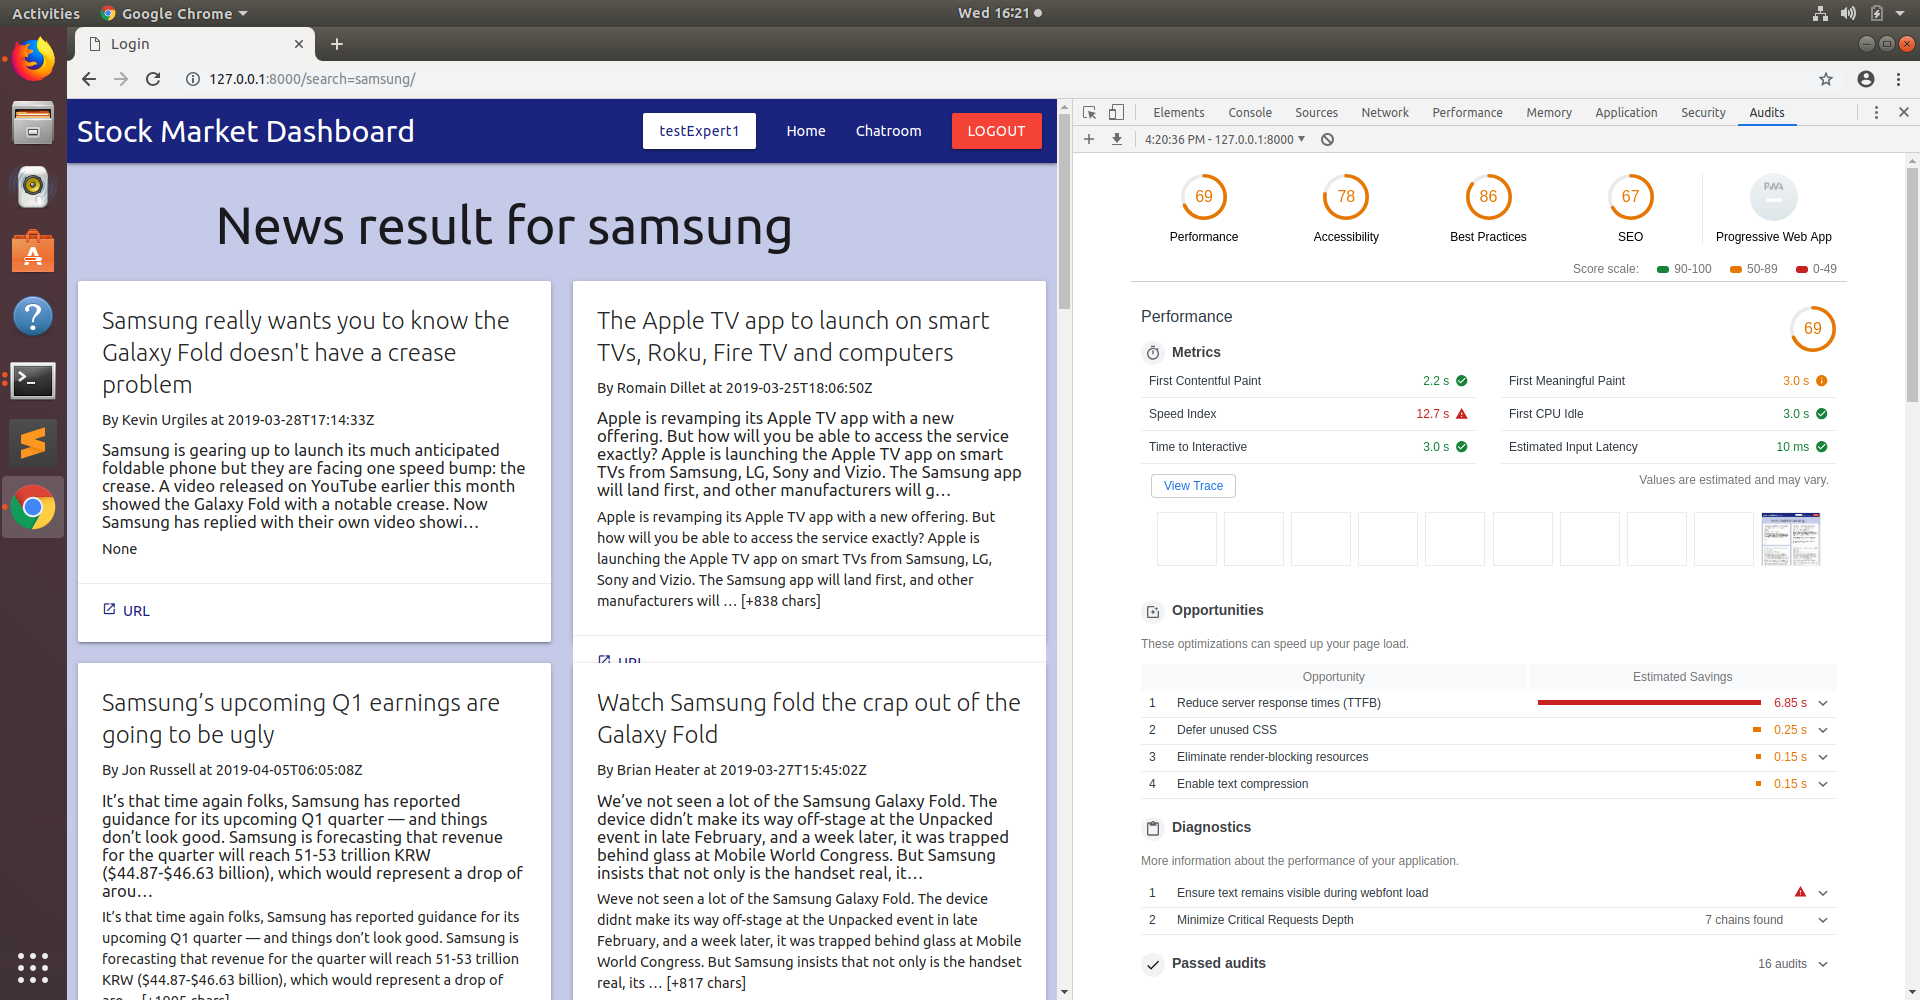 Activities
Google Chrome
Wed 16:21
Login
127.0.0.1:8000/search=samsung/
Stock Market Dashboard
testExpert1
Home
Chatroom
LOGOUT
News result for samsung
Samsung really wants you to know the
Galaxy Fold doesn't have a crease
problem
By Kevin Urgiles at 2019-03-28T17:14:33Z
Samsung is gearing up to launch its much anticipated
foldable phone but they are facing one speed bump: the
crease. A video released on YouTube earlier this month
showed the Galaxy Fold with a notable crease. Now
Samsung has replied with their own video showi…
None
URL
The Apple TV app to launch on smart
TVs, Roku, Fire TV and computers
By Romain Dillet at 2019-03-25T18:06:50Z
Apple is revamping its Apple TV app with a new
offering. But how will you be able to access the service
exactly? Apple is launching the Apple TV app on smart
TVs from Samsung, LG, Sony and Vizio. The Samsung app
will land first, and other manufacturers will g…
Apple is revamping its Apple TV app with a new offering. But
how will you be able to access the service exactly? Apple is
launching the Apple TV app on smart TVs from Samsung, LG,
Sony and Vizio. The Samsung app will land first, and other
manufacturers will … [+838 chars]
URL
Samsung’s upcoming Q1 earnings are
going to be ugly
By Jon Russell at 2019-04-05T06:05:08Z
It’s that time again folks, Samsung has reported
guidance for its upcoming Q1 quarter — and things
don’t look good. Samsung is forecasting that revenue
for the quarter will reach 51-53 trillion KRW
($44.87-$46.63 billion), which would represent a drop of
arou…
It’s that time again folks, Samsung has reported guidance for its
upcoming Q1 quarter — and things don’t look good. Samsung is
forecasting that revenue for the quarter will reach 51-53 trillion
KRW ($44.87-$46.63 billion), which would represent a drop of
aro… [+1905 chars]
Watch Samsung fold the crap out of the
Galaxy Fold
By Brian Heater at 2019-03-27T15:45:02Z
We’ve not seen a lot of the Samsung Galaxy Fold. The
device didn’t make its way off-stage at the Unpacked
event in late February, and a week later, it was trapped
behind glass at Mobile World Congress. But Samsung
insists that not only is the handset real, it…
Weve not seen a lot of the Samsung Galaxy Fold. The device
didnt make its way off-stage at the Unpacked event in late
February, and a week later, it was trapped behind glass at Mobile
World Congress. But Samsung insists that not only is the handset
real, its … [+817 chars]
Elements
Console
Sources
Network
Performance
Memory
Application
Security
Audits
4:20:36 PM - 127.0.0.1:8000
69
78
86
67
PWA
Performance
Accessibility
Best Practices
SEO
Progressive Web App
Score scale:
90-100
50-89
0-49
Performance
69
Metrics
First Contentful Paint 2.2 s
First Meaningful Paint 3.0 s
Speed Index 12.7 s
First CPU Idle 3.0 s
Time to Interactive 3.0 s
Estimated Input Latency 10 ms
View Trace
Values are estimated and may vary.
Opportunities
These optimizations can speed up your page load.
Opportunity
Estimated Savings
1 Reduce server response times (TTFB) 6.85 s
2 Defer unused CSS 0.25 s
3 Eliminate render-blocking resources 0.15 s
4 Enable text compression 0.15 s
Diagnostics
More information about the performance of your application.
1 Ensure text remains visible during webfont load
2 Minimize Critical Requests Depth 7 chains found
Passed audits
16 audits